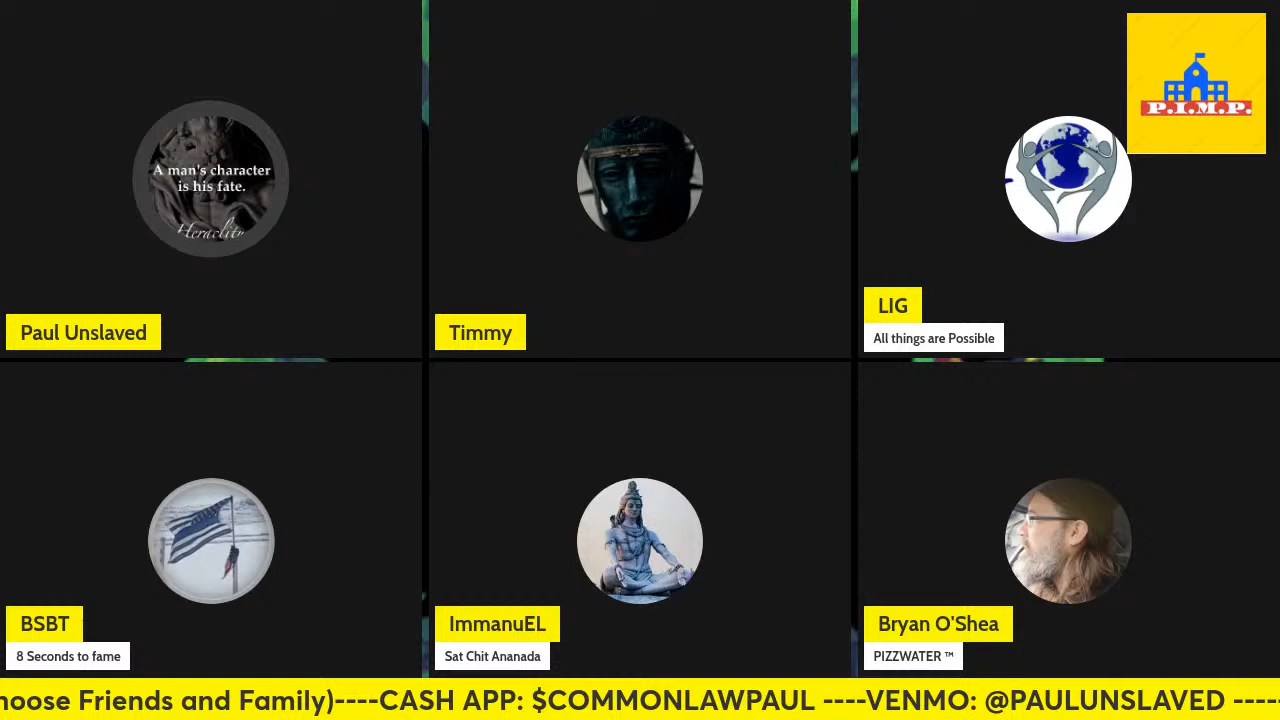 A man's character
is his fate.
Heraclit
Paul Unslaved
Timmy
P.I.M.P.
LIG
All things are Possible
BSBT
8 Seconds to fame
ImmanuEL
Sat Chit Ananada
Bryan O'Shea
PIZZWATER ™
hoose Friends and Family)----CASH APP: $COMMONLAWPAUL ----VENMO: @PAULUNSLAVED -----